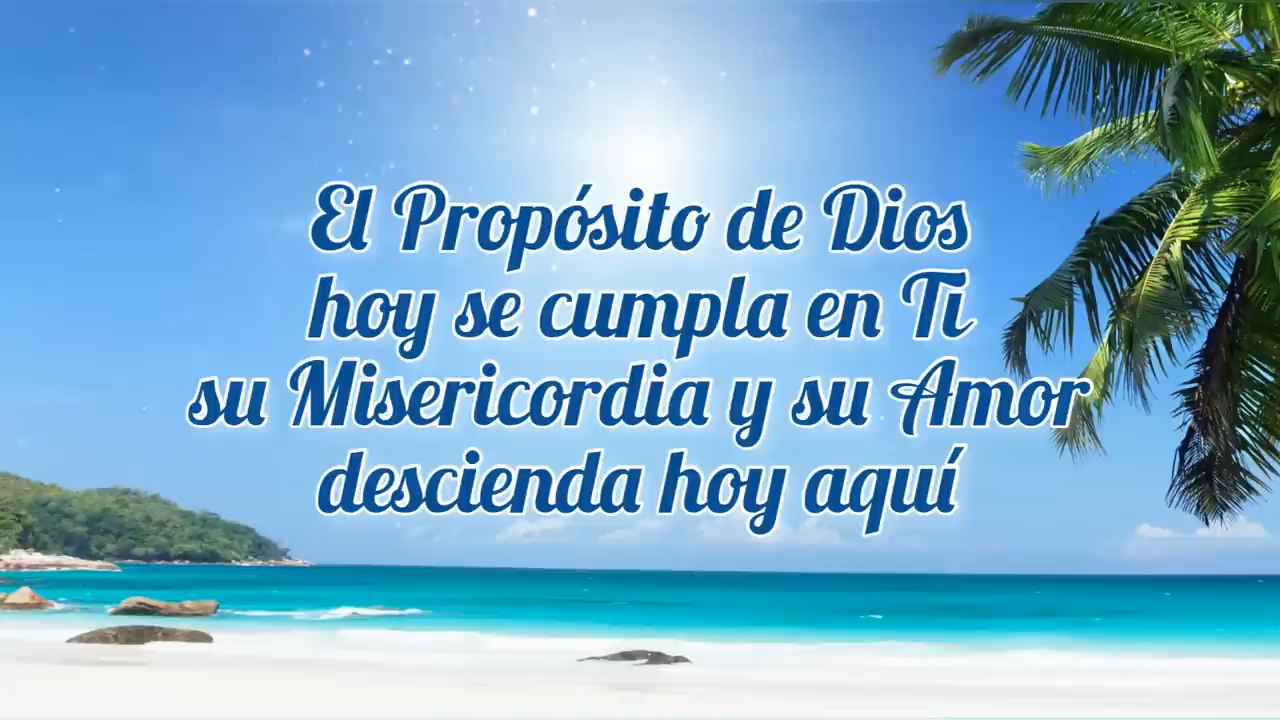 El Propósito de Dios
hoy se cumpla en Ti
su Misericordia y su Amor
descienda hoy aquí